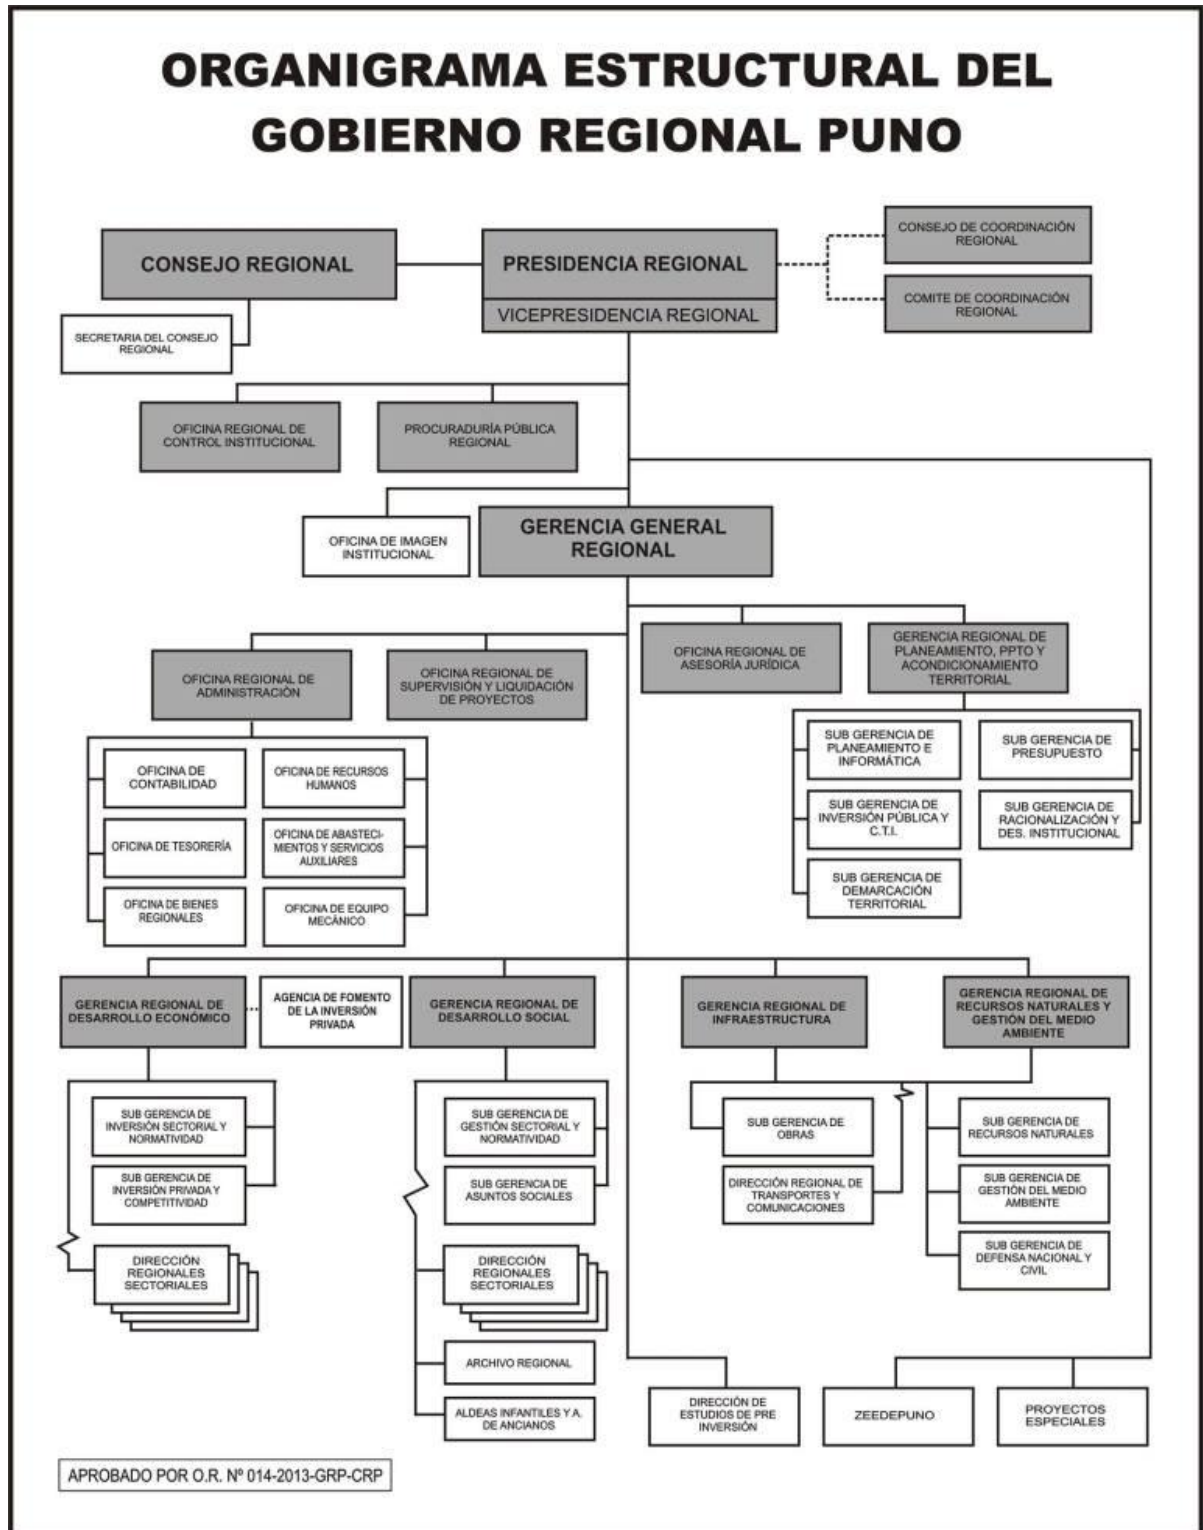 ORGANIGRAMA ESTRUCTURAL DEL
GOBIERNO REGIONAL PUNO
CONSEJO REGIONAL
PRESIDENCIA REGIONAL
VICEPRESIDENCIA REGIONAL
CONSEJO DE COORDINACIÓN
REGIONAL
COMITE DE COORDINACIÓN
REGIONAL
SECRETARIA DEL CONSEJO
REGIONAL
OFICINA REGIONAL DE
CONTROL INSTITUCIONAL
PROCURADURÍA PÚBLICA
REGIONAL
OFICINA DE IMAGEN
INSTITUCIONAL
GERENCIA GENERAL
REGIONAL
OFICINA REGIONAL DE
ADMINISTRACIÓN
OFICINA REGIONAL DE
SUPERVISIÓN Y LIQUIDACIÓN
DE PROYECTOS
OFICINA REGIONAL DE
ASESORÍA JURÍDICA
GERENCIA REGIONAL DE
PLANEAMIENTO, PPTO Y
ACONDICIONAMIENTO
TERRITORIAL
OFICINA DE
CONTABILIDAD
OFICINA DE RECURSOS
HUMANOS
OFICINA DE TESORERÍA
OFICINA DE ABASTECI-
MIENTOS Y SERVICIOS
AUXILIARES
OFICINA DE BIENES
REGIONALES
OFICINA DE EQUIPO
MECÁNICO
SUB GERENCIA DE
PLANEAMIENTO E
INFORMÁTICA
SUB GERENCIA DE
PRESUPUESTO
SUB GERENCIA DE
INVERSIÓN PÚBLICA Y
C.T.I.
SUB GERENCIA DE
RACIONALIZACIÓN Y
DES. INSTITUCIONAL
SUB GERENCIA DE
DEMARCACIÓN
TERRITORIAL
GERENCIA REGIONAL DE
DESARROLLO ECONÓMICO
AGENCIA DE FOMENTO
DE LA INVERSIÓN
PRIVADA
GERENCIA REGIONAL DE
DESARROLLO SOCIAL
GERENCIA REGIONAL DE
INFRAESTRUCTURA
GERENCIA REGIONAL DE
RECURSOS NATURALES Y
GESTIÓN DEL MEDIO
AMBIENTE
SUB GERENCIA DE
INVERSIÓN SECTORIAL Y
NORMATIVIDAD
SUB GERENCIA DE
INVERSIÓN PRIVADA Y
COMPETITIVIDAD
DIRECCIÓN
REGIONALES
SECTORIALES
SUB GERENCIA DE
GESTIÓN SECTORIAL Y
NORMATIVIDAD
SUB GERENCIA DE
ASUNTOS SOCIALES
DIRECCIÓN
REGIONALES
SECTORIALES
ARCHIVO REGIONAL
ALDEAS INFANTILES Y A.
DE ANCIANOS
SUB GERENCIA DE
OBRAS
DIRECCIÓN REGIONAL DE
TRANSPORTES Y
COMUNICACIONES
SUB GERENCIA DE
RECURSOS NATURALES
SUB GERENCIA DE
GESTIÓN DEL MEDIO
AMBIENTE
SUB GERENCIA DE
DEFENSA NACIONAL Y
CIVIL
DIRECCIÓN DE
ESTUDIOS DE PRE
INVERSIÓN
ZEEDEPUNO
PROYECTOS
ESPECIALES
APROBADO POR O.R. Nº 014-2013-GRP-CRP